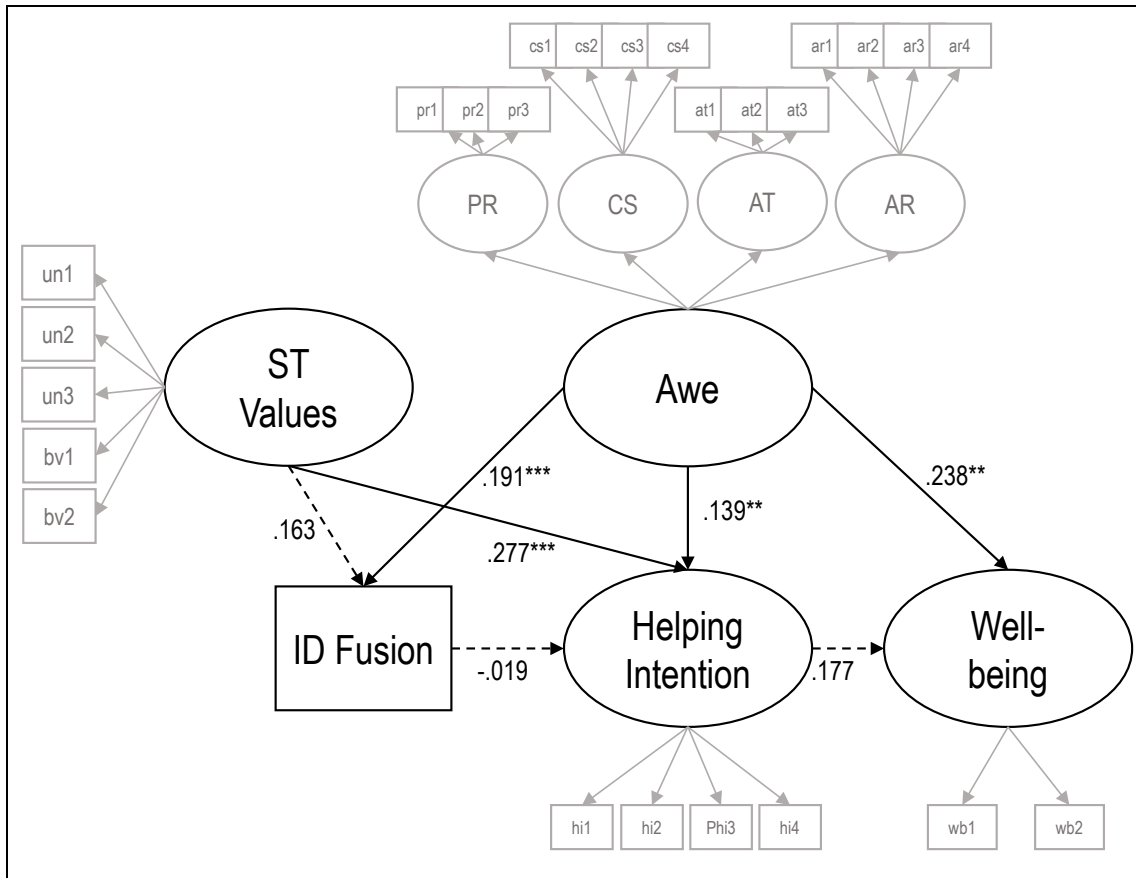 cs1 cs2 cs3 cs4
ar1 ar2 ar3 ar4
pr1 pr2 pr3
at1 at2 at3
PR
CS
AT
AR
un1
un2
un3
bv1
bv2
ST
Values
Awe
.191***
.139**
.238**
.163
.277***
ID Fusion
-.019
Helping
Intention
.177
Well-
being
hi1
hi2
Phi3
hi4
wb1
wb2